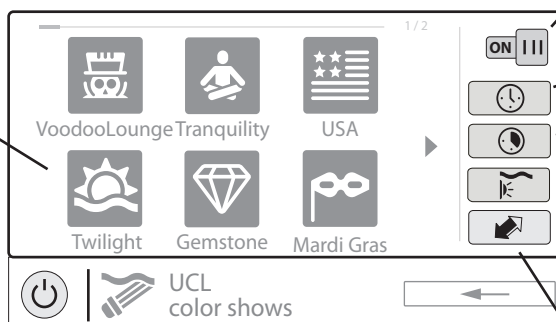 1 / 2
ON
VoodooLounge Tranquility USA
Twilight Gemstone Mardi Gras
UCL
color shows